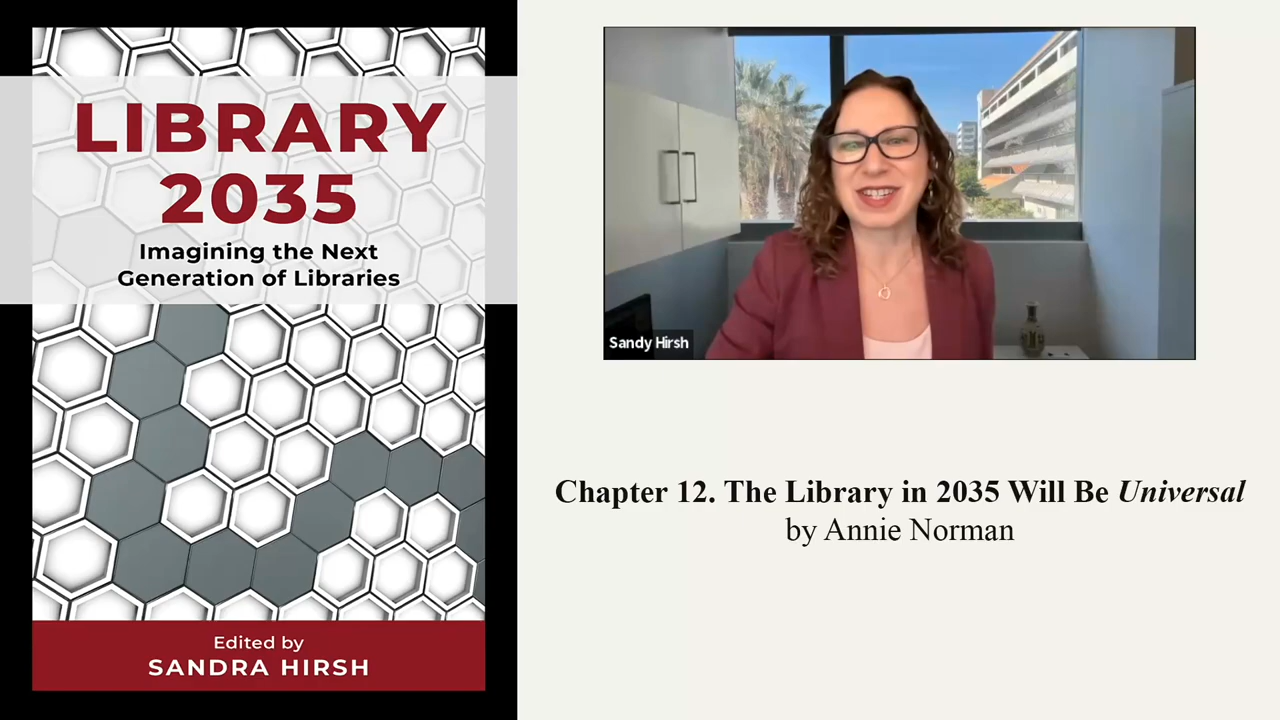 LIBRARY
2035
Imagining the Next
Generation of Libraries
Edited by
SANDRA HIRSH
Sandy Hirsh
Chapter 12. The Library in 2035 Will Be Universal
by Annie Norman